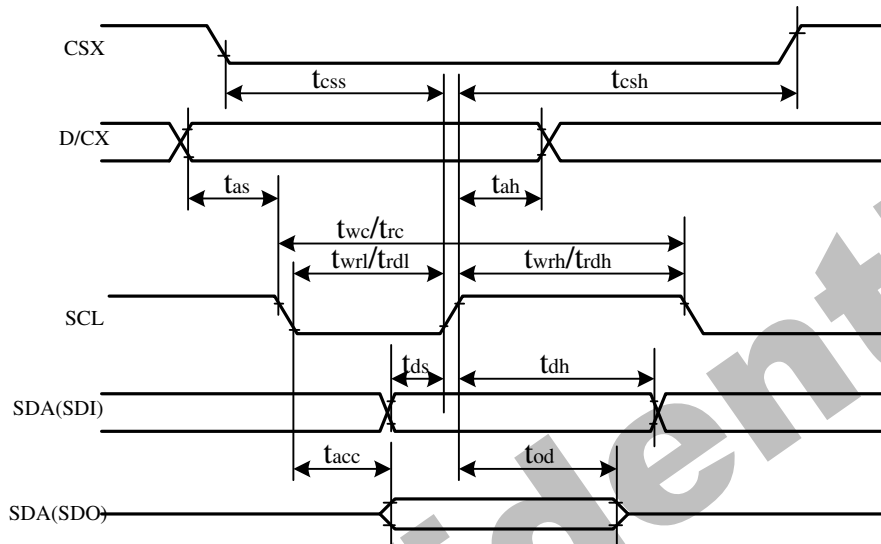 CSX
tcss
tcsh
D/CX
tas
tah
twc/trc
twrl/trdl
twrh/trdh
SCL
tds
tdh
SDA(SDI)
tacc
tod
SDA(SDO)